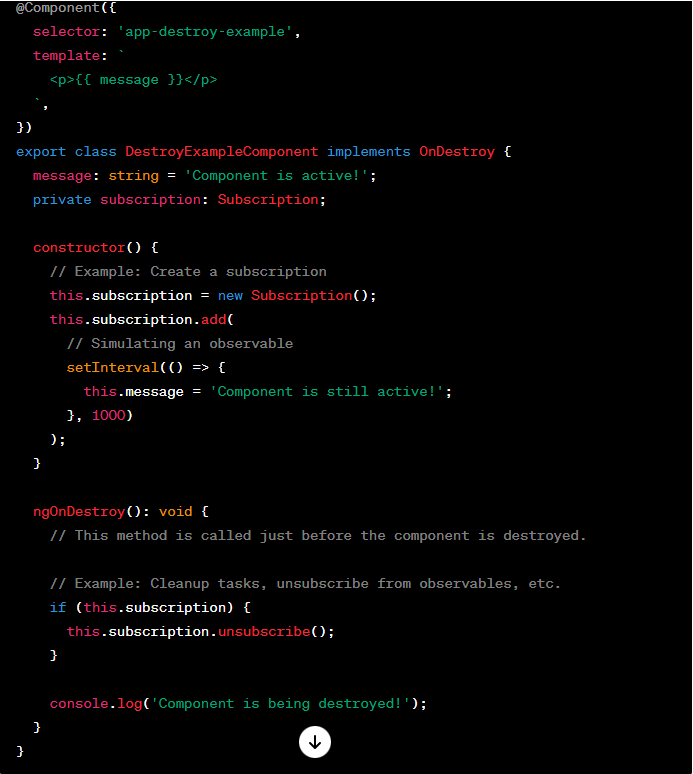 @Component({
  selector: 'app-destroy-example',
  template: `
    <p>{{ message }}</p>
  `,
})
export class DestroyExampleComponent implements OnDestroy {
  message: string = 'Component is active!';
  private subscription: Subscription;

  constructor() {
    // Example: Create a subscription
    this.subscription = new Subscription();
    this.subscription.add(
      // Simulating an observable
      setInterval(() => {
        this.message = 'Component is still active!';
      }, 1000)
    );
  }

  ngOnDestroy(): void {
    // This method is called just before the component is destroyed.

    // Example: Cleanup tasks, unsubscribe from observables, etc.
    if (this.subscription) {
      this.subscription.unsubscribe();
    }

    console.log('Component is being destroyed!');
  }
}